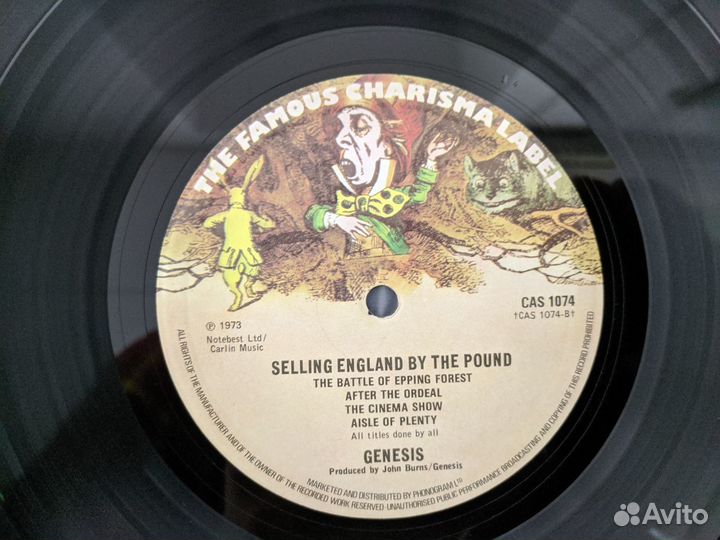 THE FAMOUS CHARISMA LABEL
CAS 1074
†CAS 1074-B†
℗ 1973
Notebest Ltd/
Carlin Music
SELLING ENGLAND BY THE POUND
THE BATTLE OF EPPING FOREST
AFTER THE ORDEAL
THE CINEMA SHOW
AISLE OF PLENTY
All titles done by all
GENESIS
Produced by John Burns/Genesis
MARKETED AND DISTRIBUTED BY PHONOGRAM LTD
ALL RIGHTS OF THE MANUFACTURER AND OF THE OWNER OF THE RECORDED WORK RESERVED·UNAUTHORISED PUBLIC PERFORMANCE BROADCASTING AND COPYING OF THIS RECORD PROHIBITED
Avito